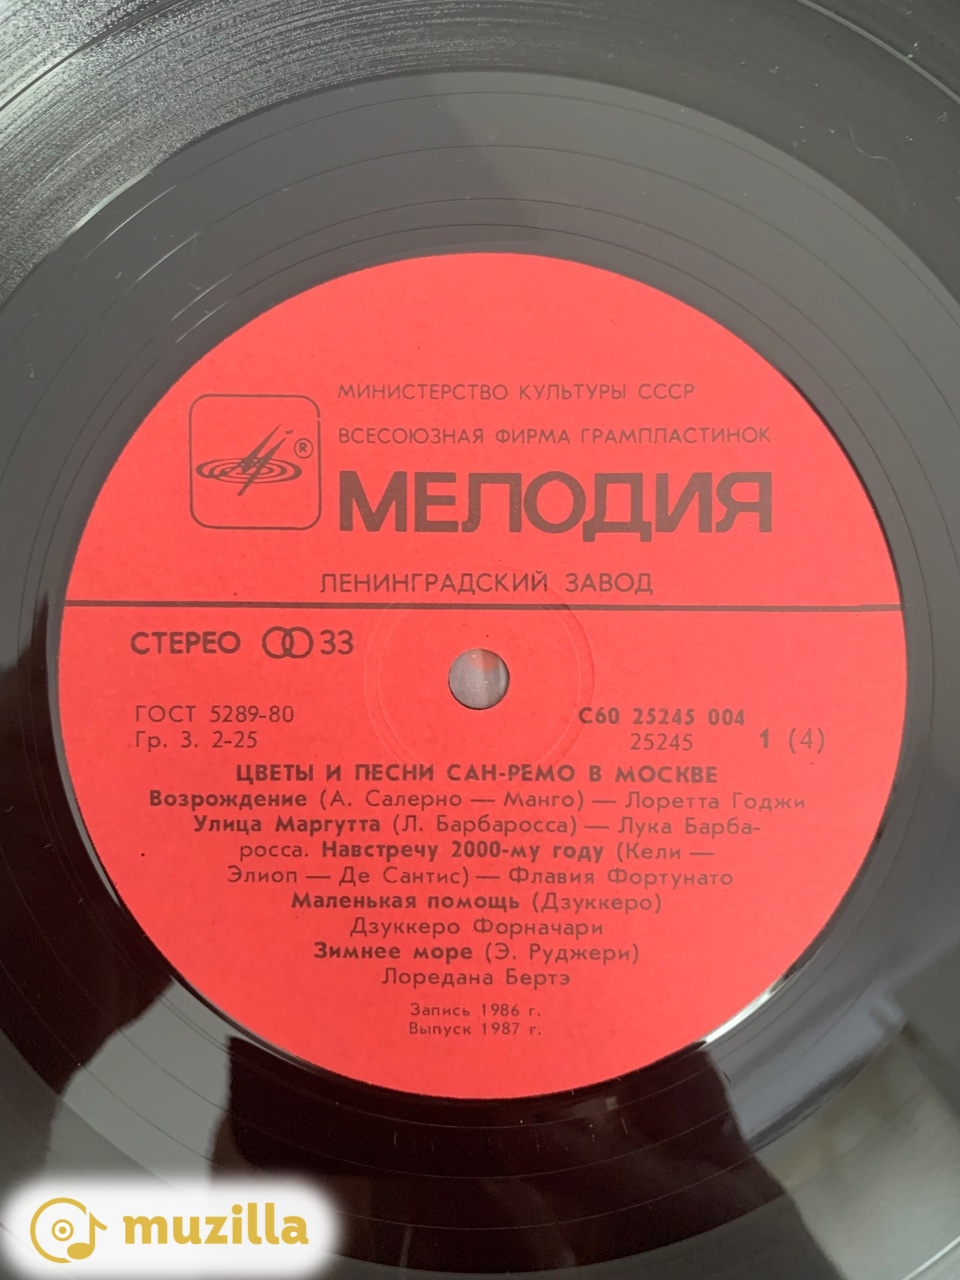 МИНИСТЕРСТВО КУЛЬТУРЫ СССР
ВСЕСОЮЗНАЯ ФИРМА ГРАМПЛАСТИНОК
®
МЕЛОДИЯ
ЛЕНИНГРАДСКИЙ ЗАВОД
СТЕРЕО 33
ГОСТ 5289-80
Гр. 3. 2-25
С60 25245 004
25245 1 (4)
ЦВЕТЫ И ПЕСНИ САН-РЕМО В МОСКВЕ
Возрождение (А. Салерно — Манго) — Лоретта Годжи
Улица Маргутта (Л. Барбаросса) — Лука Барба-
росса. Навстречу 2000-му году (Кели —
Элиоп — Де Сантис) — Флавия Фортунато
Маленькая помощь (Дзуккеро)
Дзуккеро Форначари
Зимнее море (Э. Руджери)
Лоредана Бертэ
Запись 1986 г.
Выпуск 1987 г.
muzilla